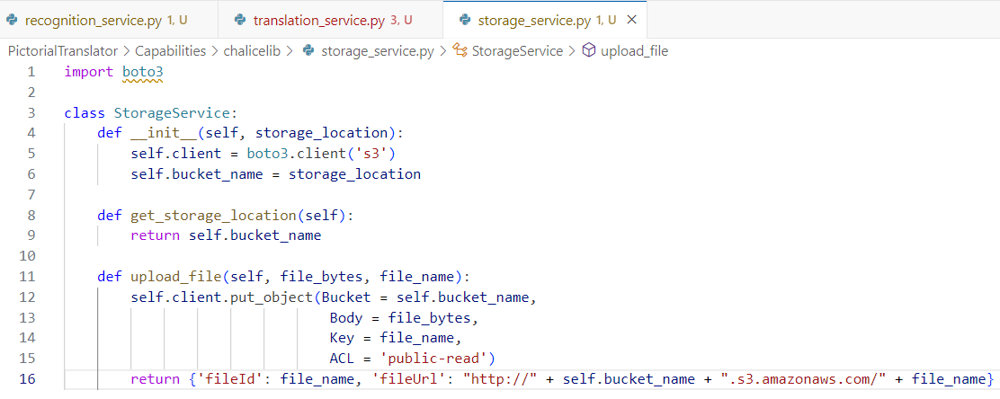 recognition_service.py 1, U translation_service.py 3, U storage_service.py 1, U ×
PictorialTranslator > Capabilities > chalicelib > storage_service.py > StorageService > upload_file
1 import boto3
2
3 class StorageService:
4     def __init__(self, storage_location):
5         self.client = boto3.client('s3')
6         self.bucket_name = storage_location
7
8     def get_storage_location(self):
9         return self.bucket_name
10
11     def upload_file(self, file_bytes, file_name):
12         self.client.put_object(Bucket = self.bucket_name,
13                                 Body = file_bytes,
14                                 Key = file_name,
15                                 ACL = 'public-read')
16         return {'fileId': file_name, 'fileUrl': "http://" + self.bucket_name + ".s3.amazonaws.com/" + file_name}